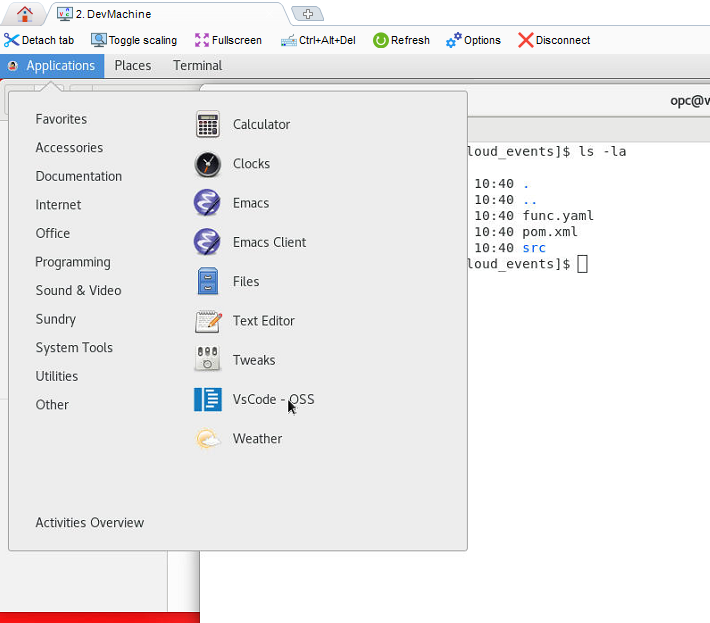 2. DevMachine
Detach tab Toggle scaling Fullscreen Ctrl+Alt+Del Refresh Options Disconnect
Applications Places Terminal
opc@
Favorites
Accessories
Documentation
Internet
Office
Programming
Sound & Video
Sundry
System Tools
Utilities
Other
Activities Overview
Calculator
Clocks
Emacs
Emacs Client
Files
Text Editor
Tweaks
VsCode - OSS
Weather
loud_events]$ ls -la
10:40 .
10:40 ..
10:40 func.yaml
10:40 pom.xml
10:40 src
loud_events]$